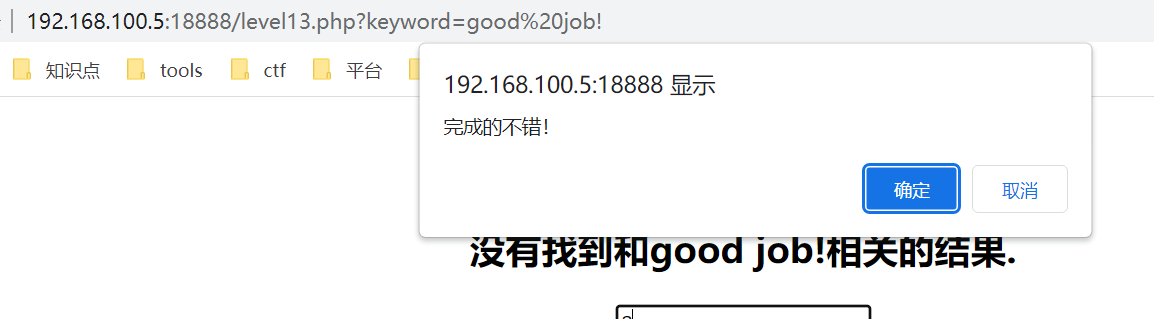 192.168.100.5:18888/level13.php?keyword=good%20job!
知识点 tools ctf 平台
192.168.100.5:18888 显示
完成的不错！
确定 取消
没有找到和good job!相关的结果.